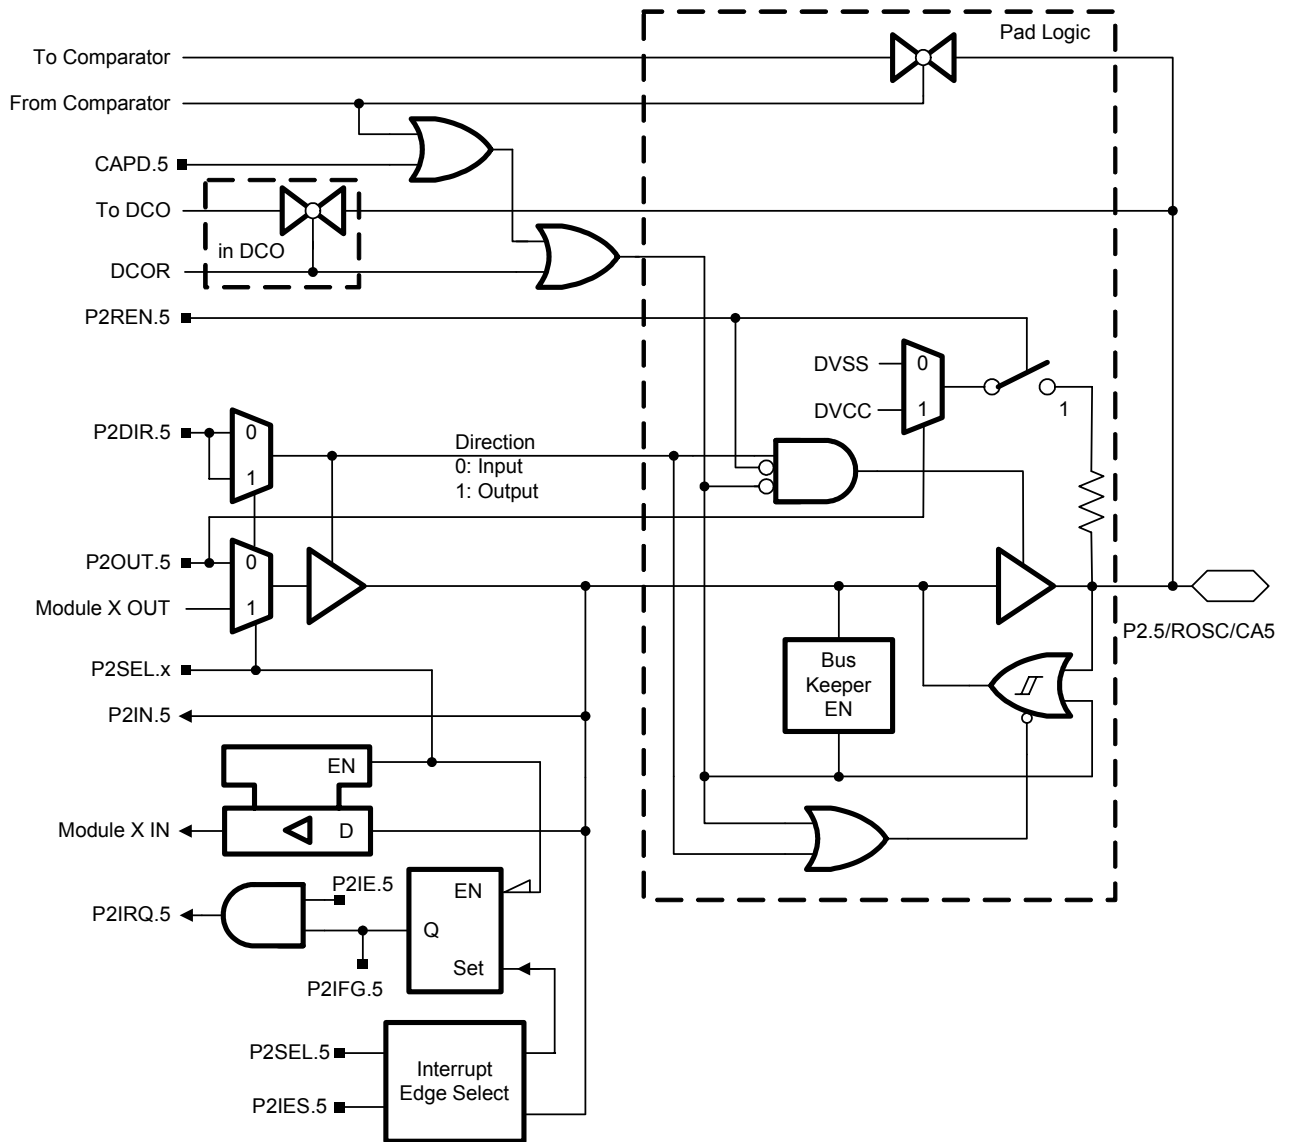 Pad Logic
To Comparator
From Comparator
CAPD.5
To DCO
in DCO
DCOR
P2REN.5
DVSS
0
DVCC
1
1
P2DIR.5
0
1
Direction
0: Input
1: Output
P2OUT.5
0
Module X OUT
1
P2.5/ROSC/CA5
P2SEL.x
Bus
Keeper
EN
P2IN.5
EN
Module X IN
D
P2IE.5
EN
P2IRQ.5
Q
Set
P2IFG.5
P2SEL.5
Interrupt
Edge Select
P2IES.5